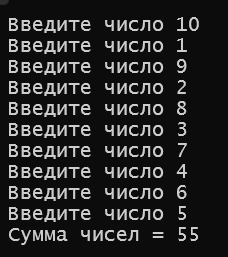 Введите число 10
Введите число 1
Введите число 9
Введите число 2
Введите число 8
Введите число 3
Введите число 7
Введите число 4
Введите число 6
Введите число 5
Сумма чисел = 55